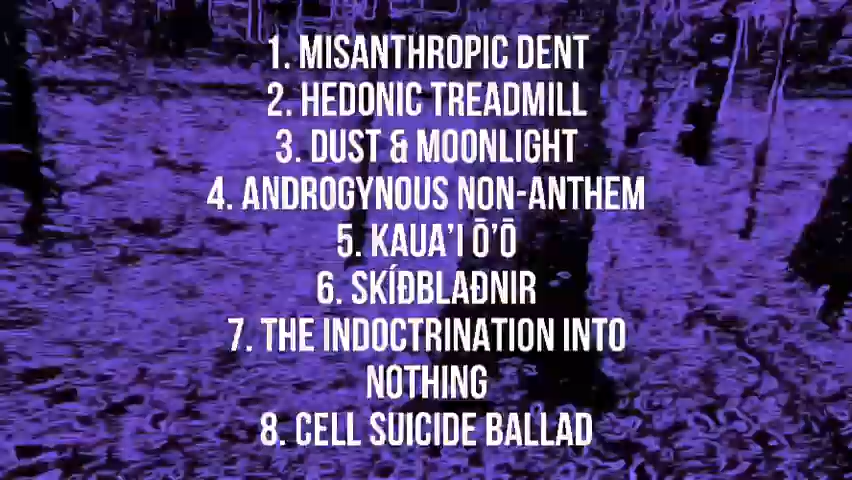 1. MISANTHROPIC DENT
2. HEDONIC TREADMILL
3. DUST & MOONLIGHT
4. ANDROGYNOUS NON-ANTHEM
5. KAUA’I Ō’Ō
6. SKÍÐBLAÐNIR
7. THE INDOCTRINATION INTO
NOTHING
8. CELL SUICIDE BALLAD